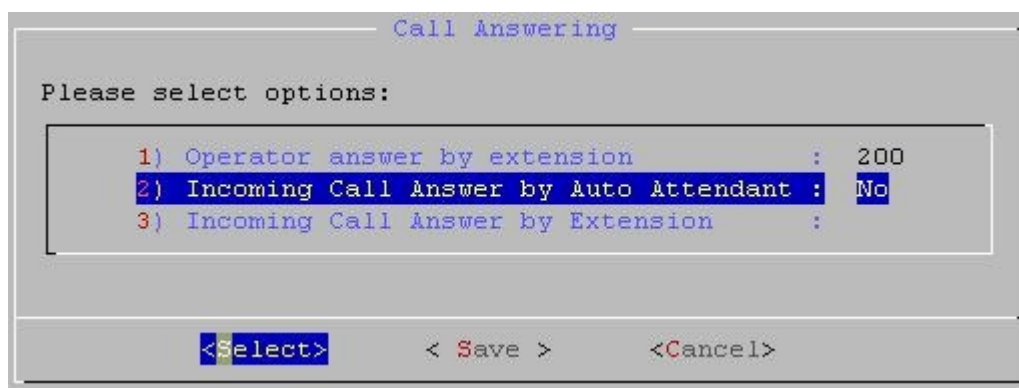 Call Answering
Please select options:
1) Operator answer by extension : 200
2) Incoming Call Answer by Auto Attendant : No
3) Incoming Call Answer by Extension :
<Select> < Save > <Cancel>